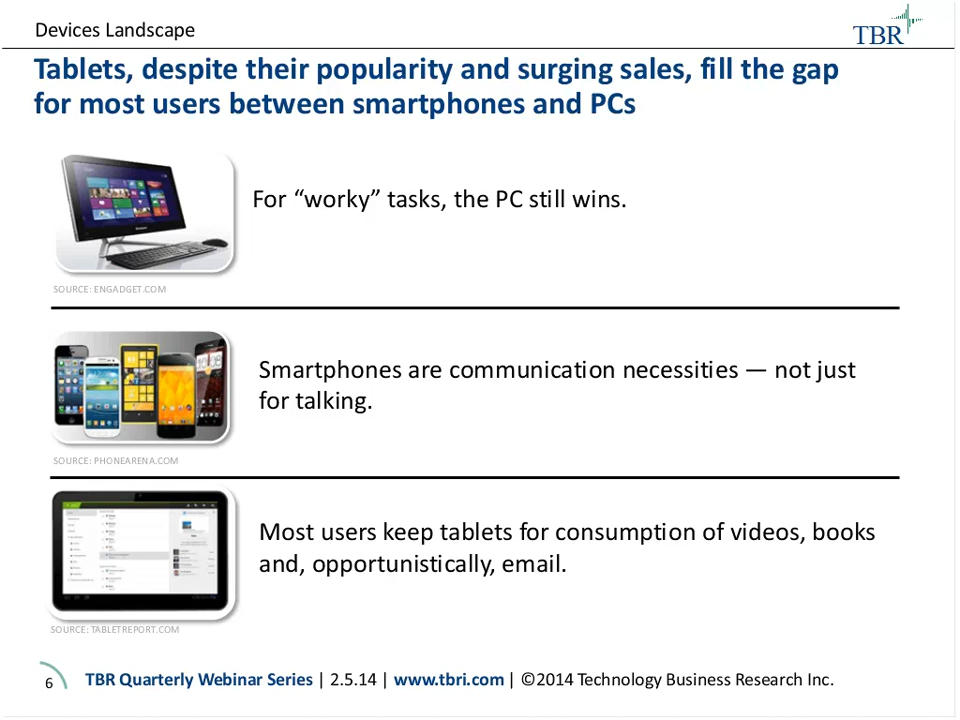 Devices Landscape
TBR
Tablets, despite their popularity and surging sales, fill the gap
for most users between smartphones and PCs
For “worky” tasks, the PC still wins.
SOURCE: ENGADGET.COM
Smartphones are communication necessities — not just
for talking.
SOURCE: PHONEARENA.COM
Most users keep tablets for consumption of videos, books
and, opportunistically, email.
SOURCE: TABLETREPORT.COM
6
TBR Quarterly Webinar Series | 2.5.14 | www.tbri.com | ©2014 Technology Business Research Inc.